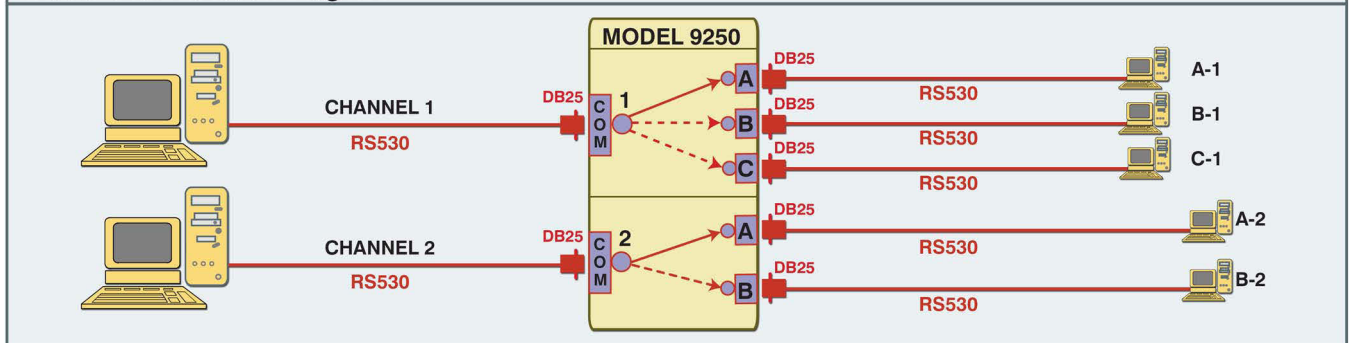 MODEL 9250
CHANNEL 1
RS530
DB25
COM
1
A
B
C
DB25
RS530
A-1
DB25
RS530
B-1
DB25
RS530
C-1
CHANNEL 2
RS530
DB25
COM
2
A
B
DB25
RS530
A-2
DB25
RS530
B-2